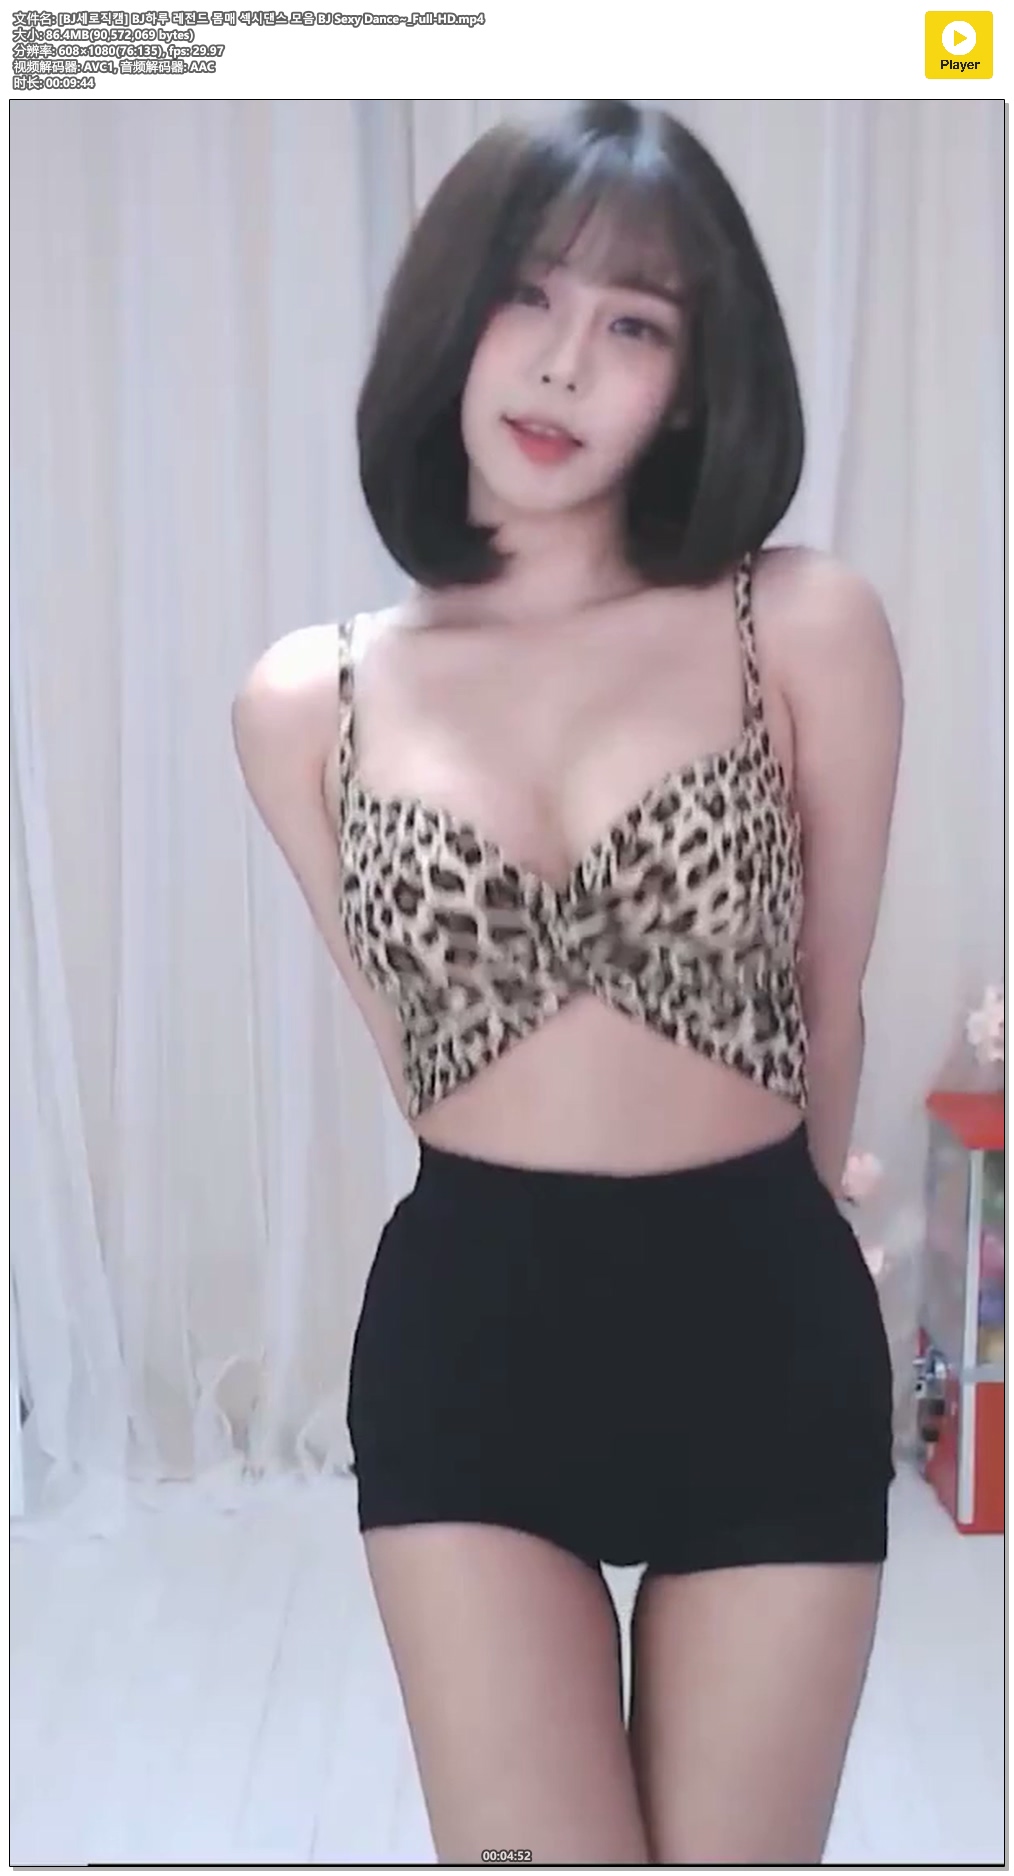 文件名: [BJ세로직캠] BJ하루 레전드 몸매 섹시댄스 모음 BJ Sexy Dance~_Full-HD.mp4
大小: 86.4MB(90,572,069 bytes)
分辨率: 608×1080(76:135), fps: 29.97
视频解码器: AVC1, 音频解码器: AAC
时长: 00:09:44
Player
00:04:52